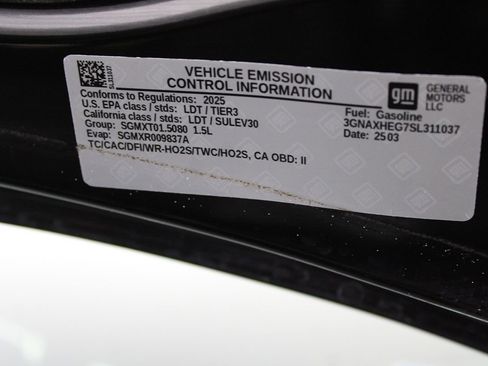 SL311037
VEHICLE EMISSION
CONTROL INFORMATION
gm
GENERAL
MOTORS
LLC
Conforms to Regulations: 2025
U.S. EPA class / stds: LDT / TIER3
California class / stds: LDT / SULEV30
Group: SGMXT01.5080 1.5L
Evap: SGMXR009837A
TC/CAC/DFI/WR-HO2S/TWC/HO2S, CA OBD: II
Fuel: Gasoline
3GNAXHEG7SL311037
Date: 2503